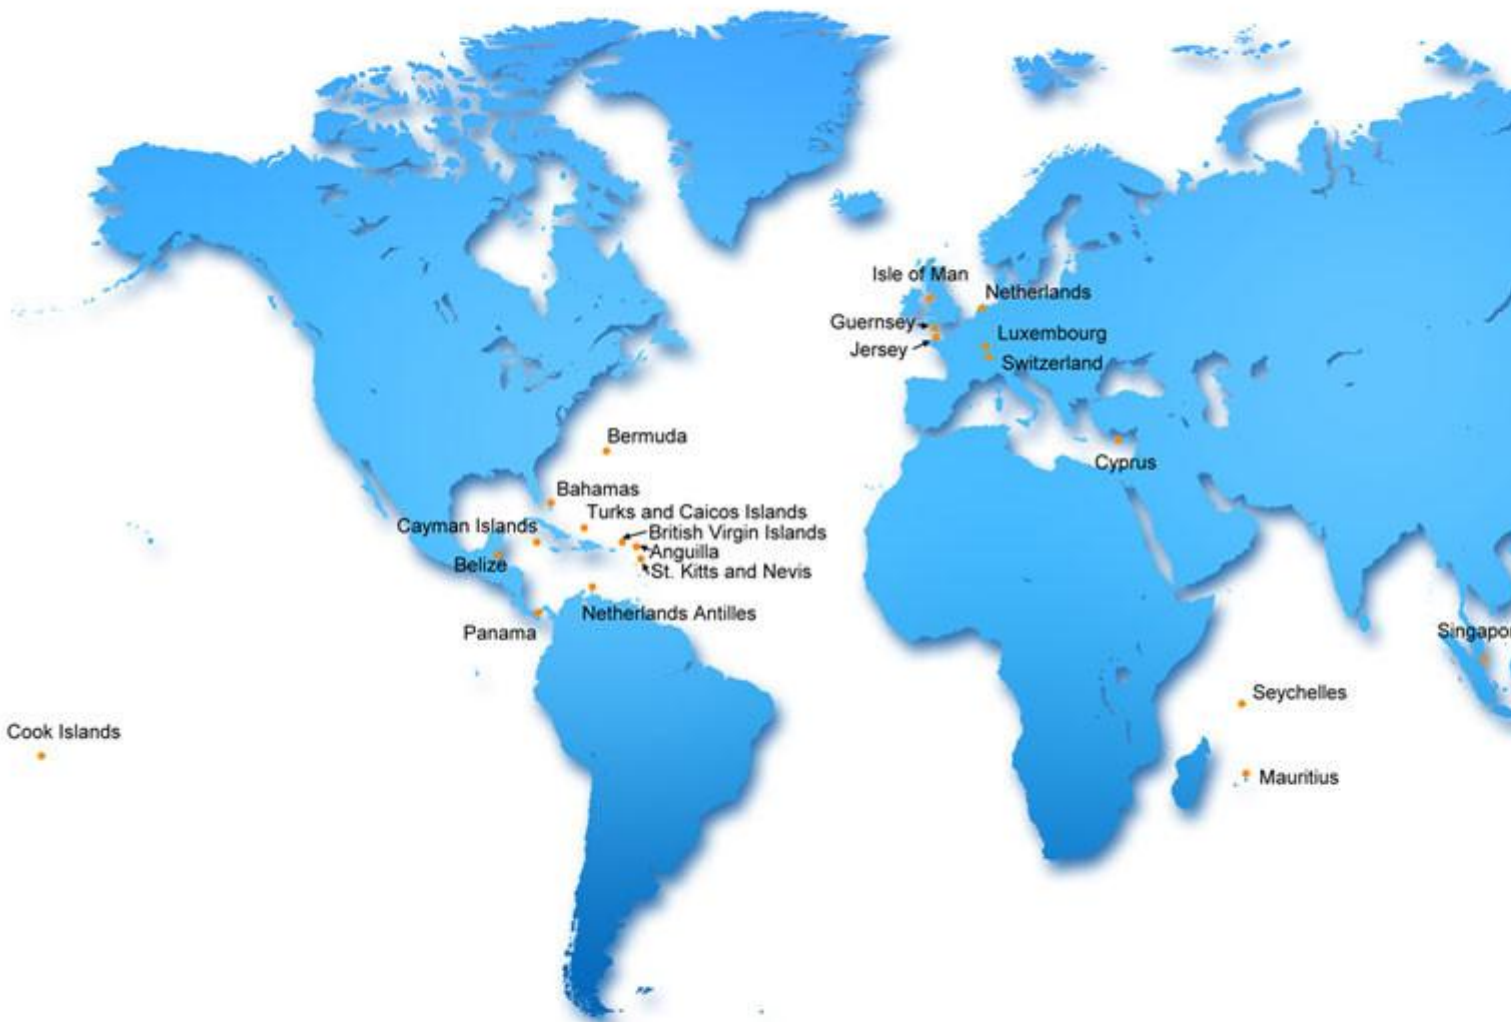 Isle of Man
Netherlands
Guernsey
Luxembourg
Jersey
Switzerland
Bermuda
Cyprus
Bahamas
Turks and Caicos Islands
Cayman Islands
British Virgin Islands
Anguilla
Belize
St. Kitts and Nevis
Netherlands Antilles
Panama
Singapor
Seychelles
Cook Islands
Mauritius